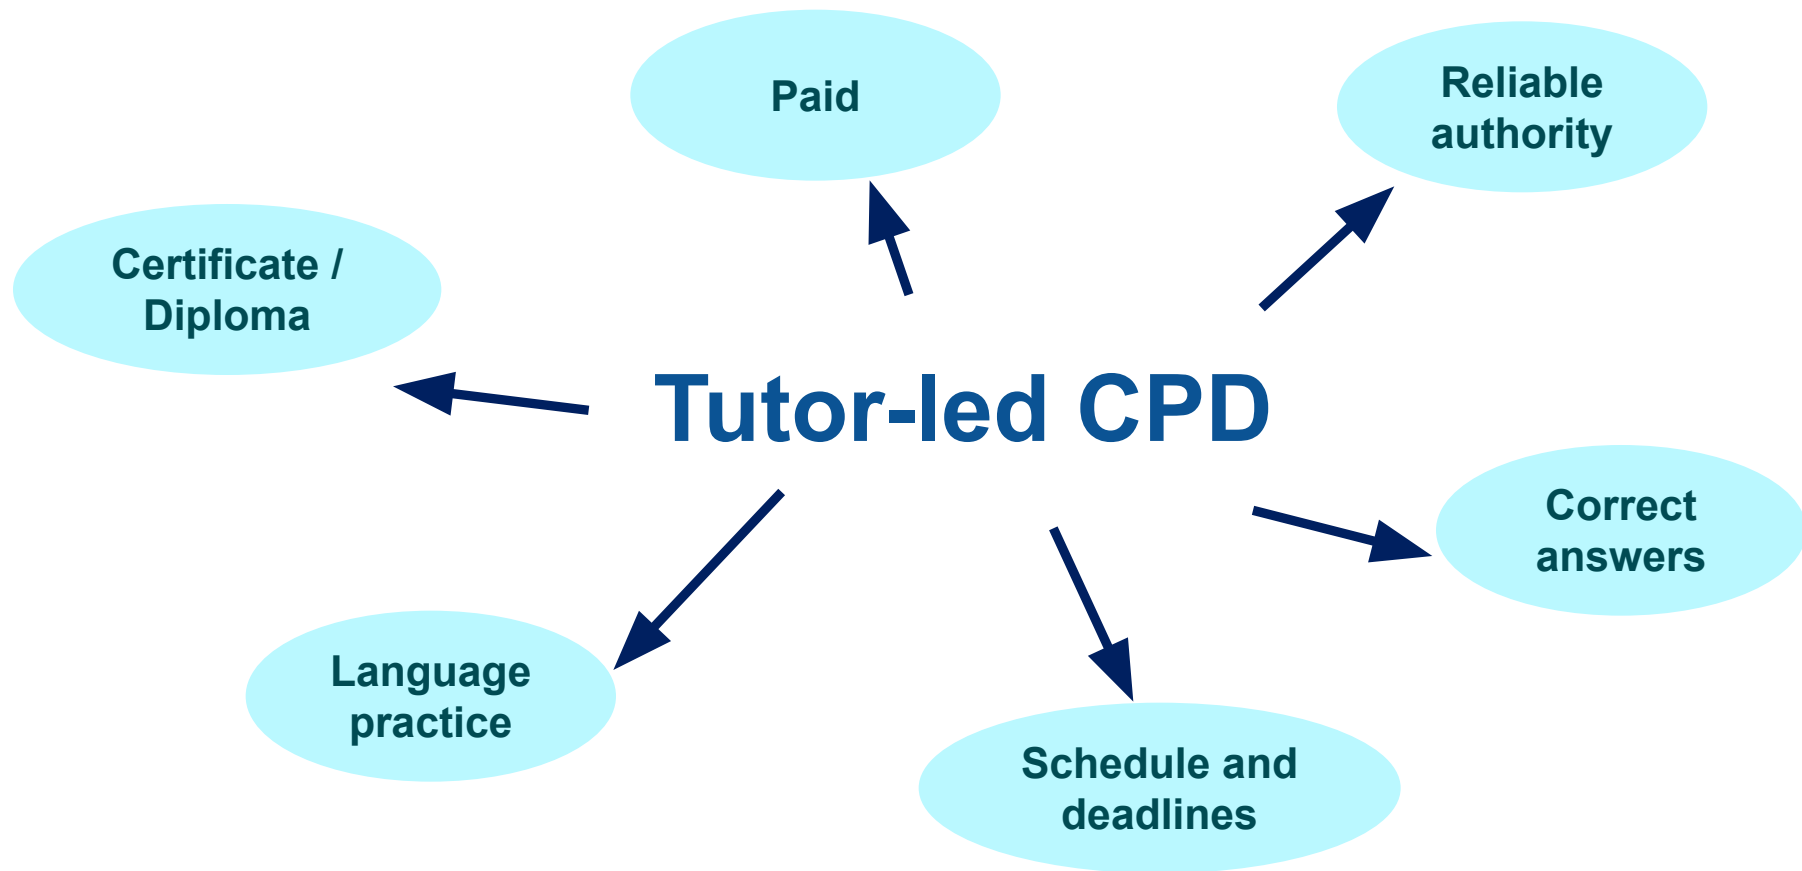 Paid
Reliable
authority
Certificate /
Diploma
Tutor-led CPD
Correct
answers
Language
practice
Schedule and
deadlines